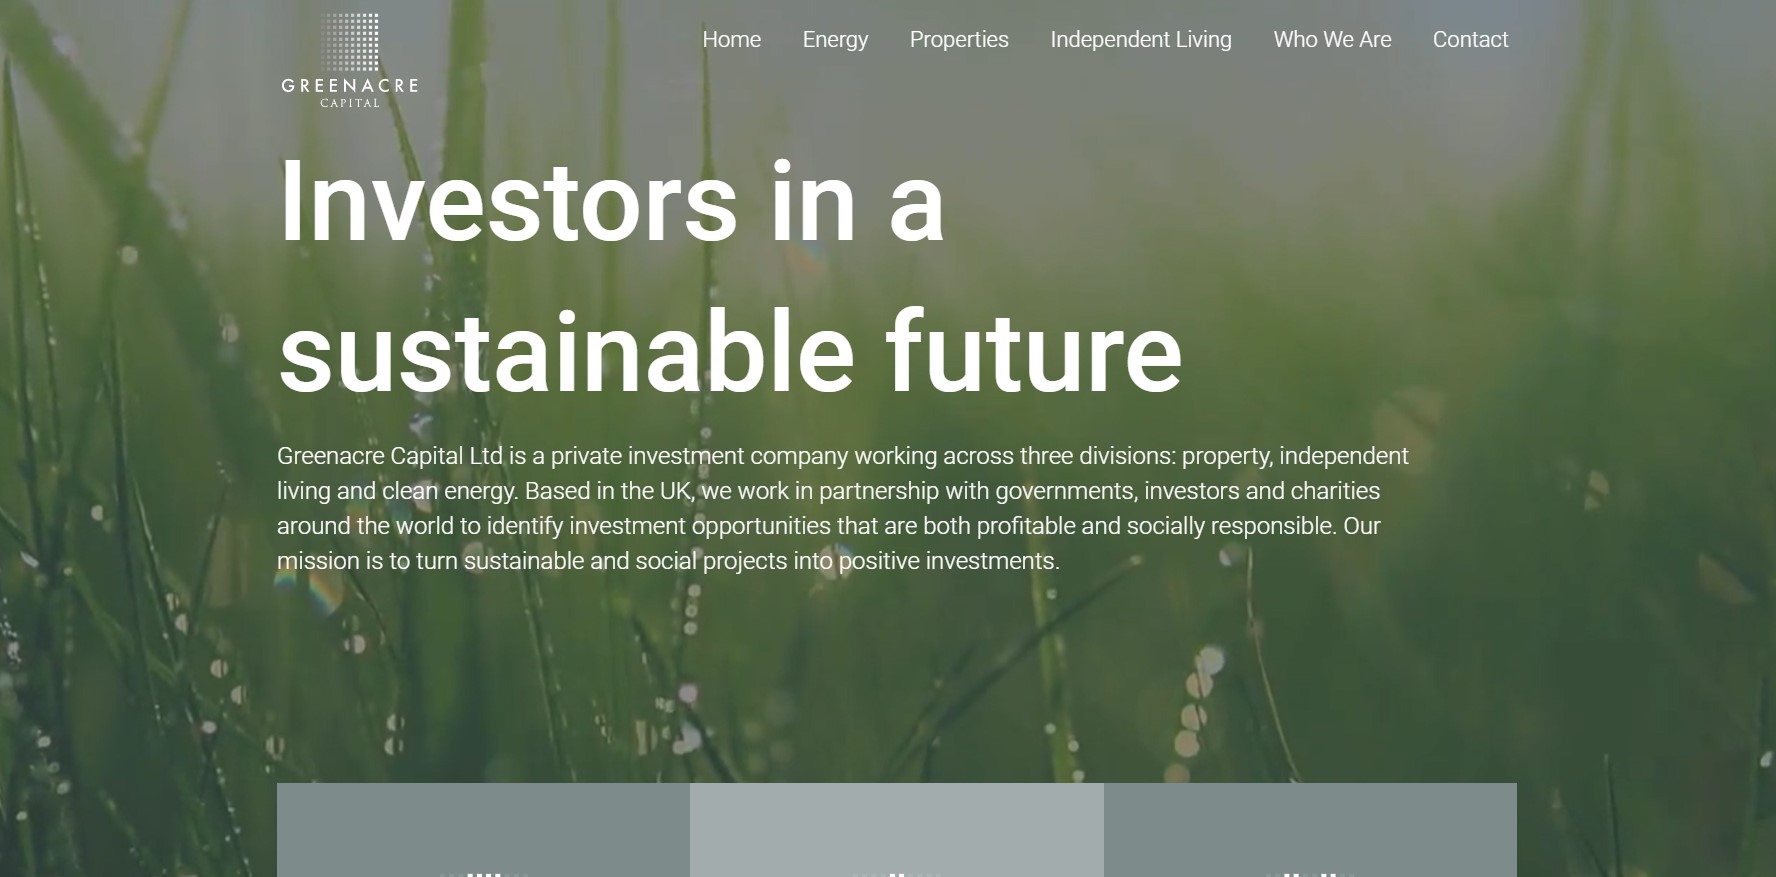 GREENACRE
CAPITAL
Home Energy Properties Independent Living Who We Are Contact
Investors in a
sustainable future
Greenacre Capital Ltd is a private investment company working across three divisions: property, independent
living and clean energy. Based in the UK, we work in partnership with governments, investors and charities
around the world to identify investment opportunities that are both profitable and socially responsible. Our
mission is to turn sustainable and social projects into positive investments.